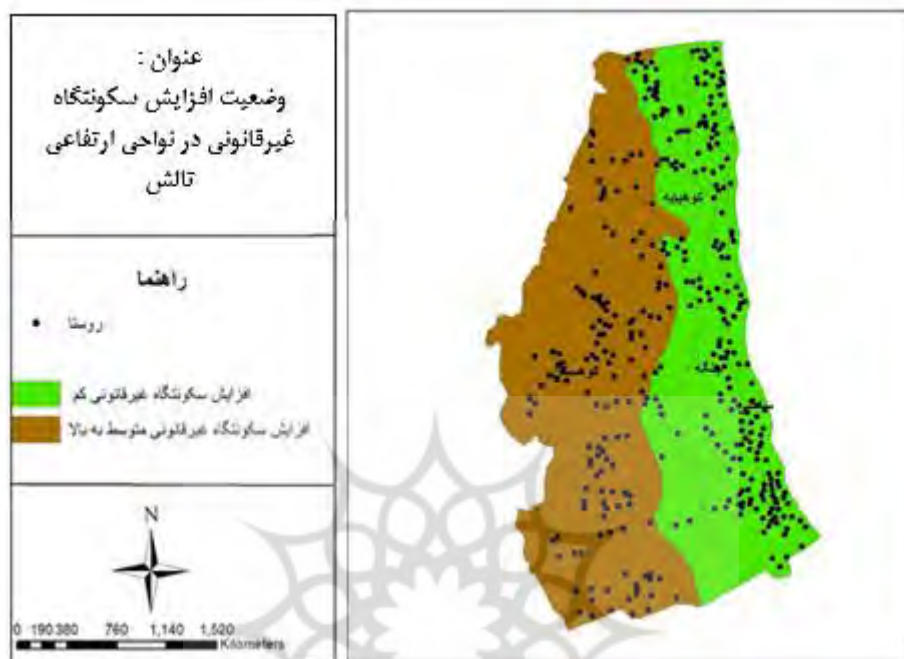 عنوان :
وضعیت افزایش سکونتگاه
غیرقانونی در نواحی ارتفاعی
تالش
راهنما
روستا
افزایش سکونتگاه غیرقانونی کم
افزایش سکونتگاه غیرقانونی متوسط به بالا
N
0 190 380 760 1,140 1,520
Kilometers
کوهپایه